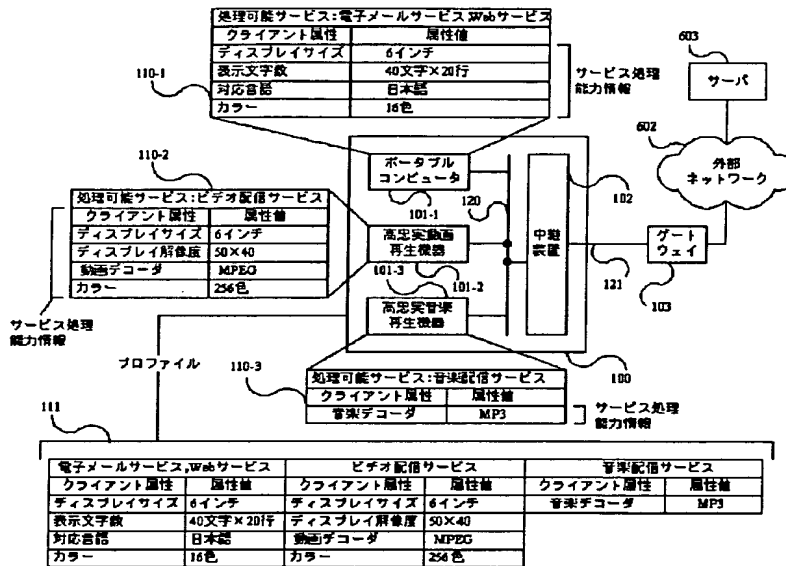 処理可能サービス:電子メールサービス,Webサービス
クライアント属性 属性値
ディスプレイサイズ 6インチ
表示文字数 40文字×20行
対応言語 日本語
カラー 16色
110-1
サービス処理
能力情報
603
サーバ
602
外部
ネットワーク
110-2
処理可能サービス:ビデオ配信サービス
クライアント属性 属性値
ディスプレイサイズ 6インチ
ディスプレイ解像度 50×40
動画デコーダ MPEG
カラー 256色
サービス処理
能力情報
ポータブル
コンピュータ
101-1
120
102
高忠実動画
再生機器
101-2
101-3
高忠実音楽
再生機器
中継
装置
121
ゲート
ウェイ
103
100
プロファイル
110-3
処理可能サービス:音楽配信サービス
クライアント属性 属性値
音楽デコーダ MP3
サービス処理
能力情報
111
電子メールサービス,Webサービス ビデオ配信サービス 音楽配信サービス
クライアント属性 属性値 クライアント属性 属性値 クライアント属性 属性値
ディスプレイサイズ 6インチ ディスプレイサイズ 6インチ 音楽デコーダ MP3
表示文字数 40文字×20行 ディスプレイ解像度 50×40
対応言語 日本語 動画デコーダ MPEG
カラー 16色 カラー 256色